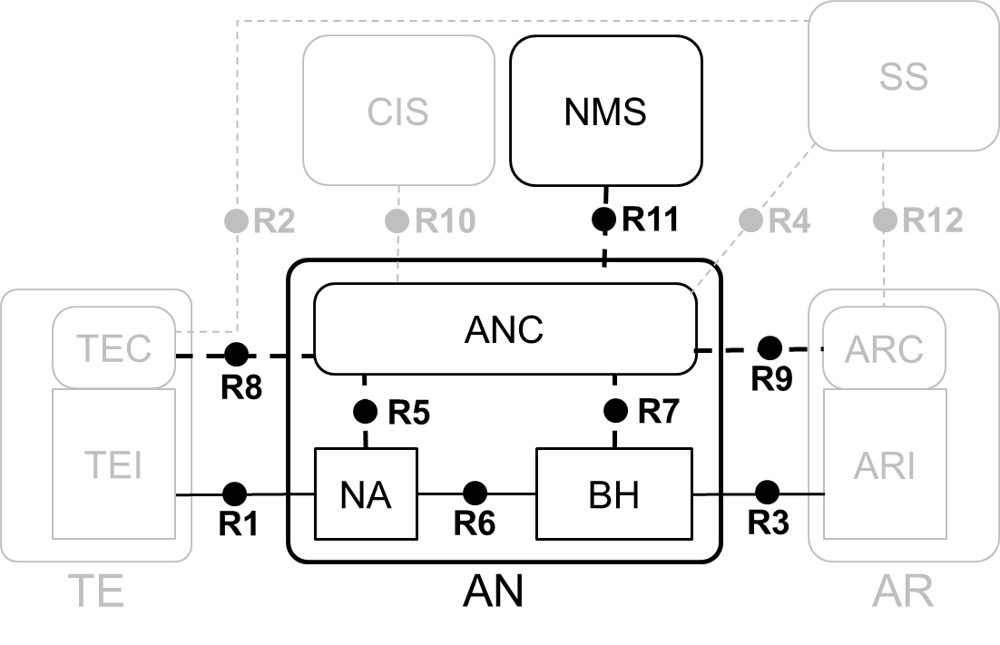 SS
CIS
NMS
R2
R10
R11
R4
R12
TEC
ANC
ARC
R8
R9
R5
R7
TEI
NA
BH
ARI
R1
R6
R3
TE
AN
AR